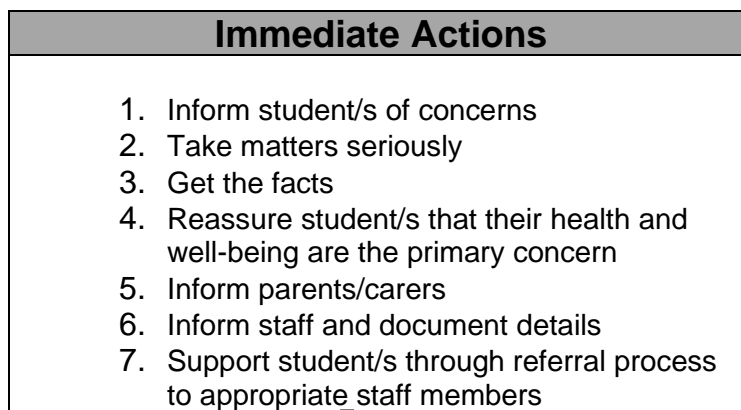 Immediate Actions
1. Inform student/s of concerns
2. Take matters seriously
3. Get the facts
4. Reassure student/s that their health and
well-being are the primary concern
5. Inform parents/carers
6. Inform staff and document details
7. Support student/s through referral process
to appropriate staff members